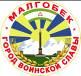 МАЛГОБЕК
ГОРОД ВОИНСКОЙ СЛАВЫ